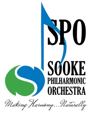 SPO
SOOKE
PHILHARMONIC
ORCHESTRA
Making Harmony...Naturally